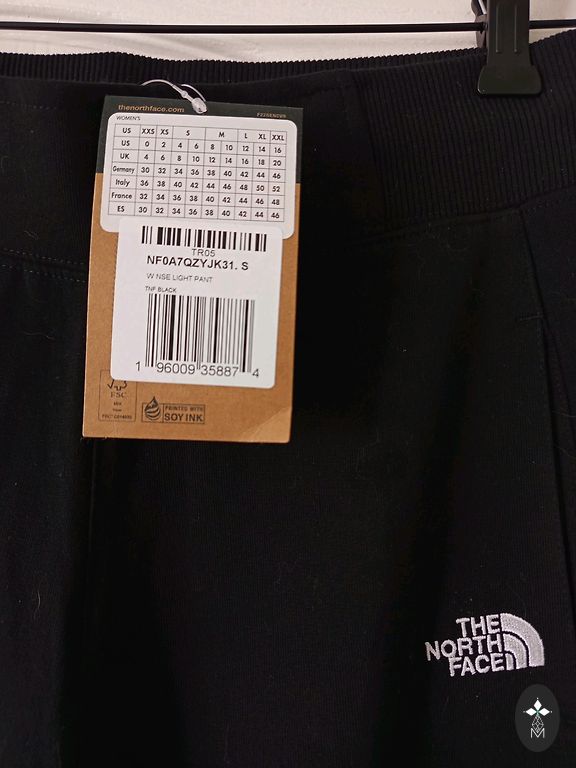 thenorthface.com
WOMEN'S
US XXS XS S M L XL XXL
US 0 2 4 6 8 10 12 14 16
UK 4 6 8 10 12 14 16 18 20
Germany 30 32 34 36 38 40 42 44 46
Italy 36 38 40 42 44 46 48 50 52
France 32 34 36 38 40 42 44 46 48
ES 30 32 34 36 38 40 42 44 46
TR05
NF0A7QZYJK31. S
W NSE LIGHT PANT
TNF BLACK
1 96009 35887 4
FSC
MIX
PRINTED WITH
SOY INK
THE
NORTH
FACE
M